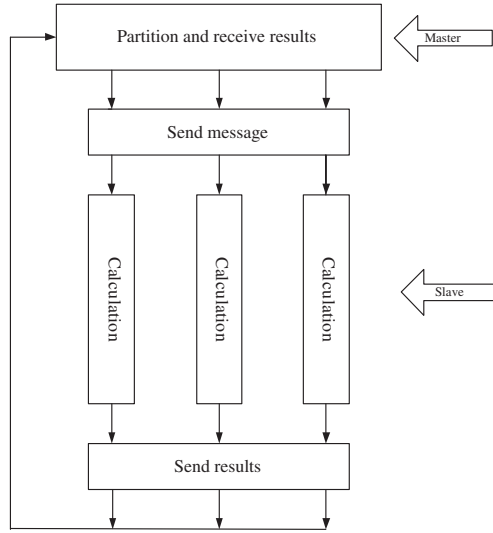 Partition and receive results
Master
Send message
Calculation
Calculation
Calculation
Slave
Send results